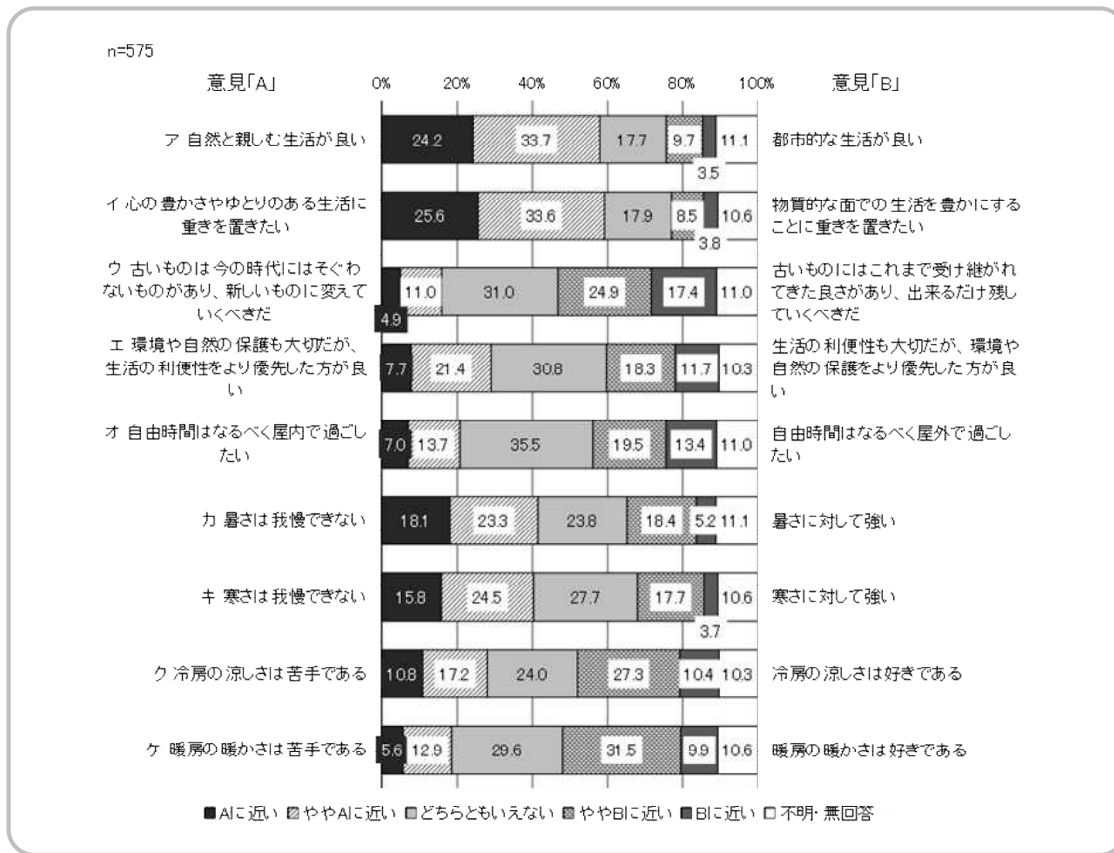 n=575
意見「A」 0% 20% 40% 60% 80% 100% 意見「B」
ア 自然と親しむ生活が良い 24.2 33.7 17.7 9.7 3.5 11.1 都市的な生活が良い
イ 心の豊かさやゆとりのある生活に
重きを置きたい
25.6 33.6 17.9 8.5 3.8 10.6
物質的な面での生活を豊かにする
ことに重きを置きたい
ウ 古いものは今の時代にはそぐわ
ないものがあり、新しいものに変えて
いくべきだ
4.9 11.0 31.0 24.9 17.4 11.0
古いものにはこれまで受け継がれ
てきた良さがあり、出来るだけ残し
ていくべきだ
エ 環境や自然の保護も大切だが、
生活の利便性をより優先した方が良
い
7.7 21.4 30.8 18.3 11.7 10.3
生活の利便性も大切だが、環境や
自然の保護をより優先した方が良
い
オ 自由時間はなるべく屋内で過ごし
たい
7.0 13.7 35.5 19.5 13.4 11.0
自由時間はなるべく屋外で過ごし
たい
カ 暑さは我慢できない 18.1 23.3 23.8 18.4 5.2 11.1 暑さに対して強い
キ 寒さは我慢できない 15.8 24.5 27.7 17.7 3.7 10.6 寒さに対して強い
ク 冷房の涼しさは苦手である 10.8 17.2 24.0 27.3 10.4 10.3 冷房の涼しさは好きである
ケ 暖房の暖かさは苦手である 5.6 12.9 29.6 31.5 9.9 10.6 暖房の暖かさは好きである
Aに近い ややAに近い どちらともいえない ややBに近い Bに近い 不明・無回答